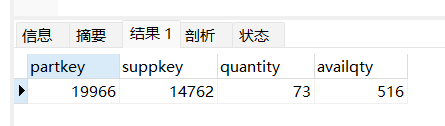 信息 摘要 结果 1 剖析 状态
partkey suppkey quantity availqty
19966 14762 73 516